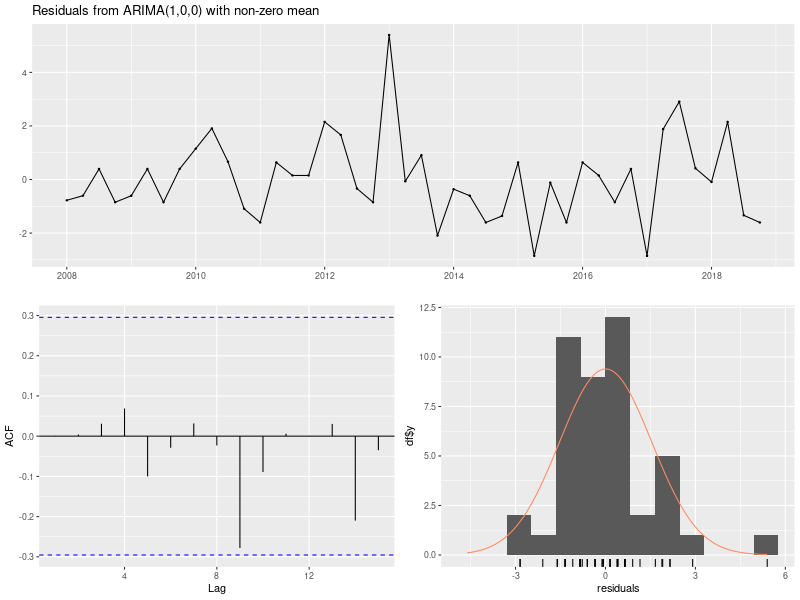 Residuals from ARIMA(1,0,0) with non-zero mean
4
2
0
-2
2008 2010 2012 2014 2016 2018
0.3
0.2
0.1
0.0
-0.1
-0.2
-0.3
ACF
4 8 12
Lag
12.5
10.0
7.5
5.0
2.5
0.0
df$y
-3 0 3 6
residuals